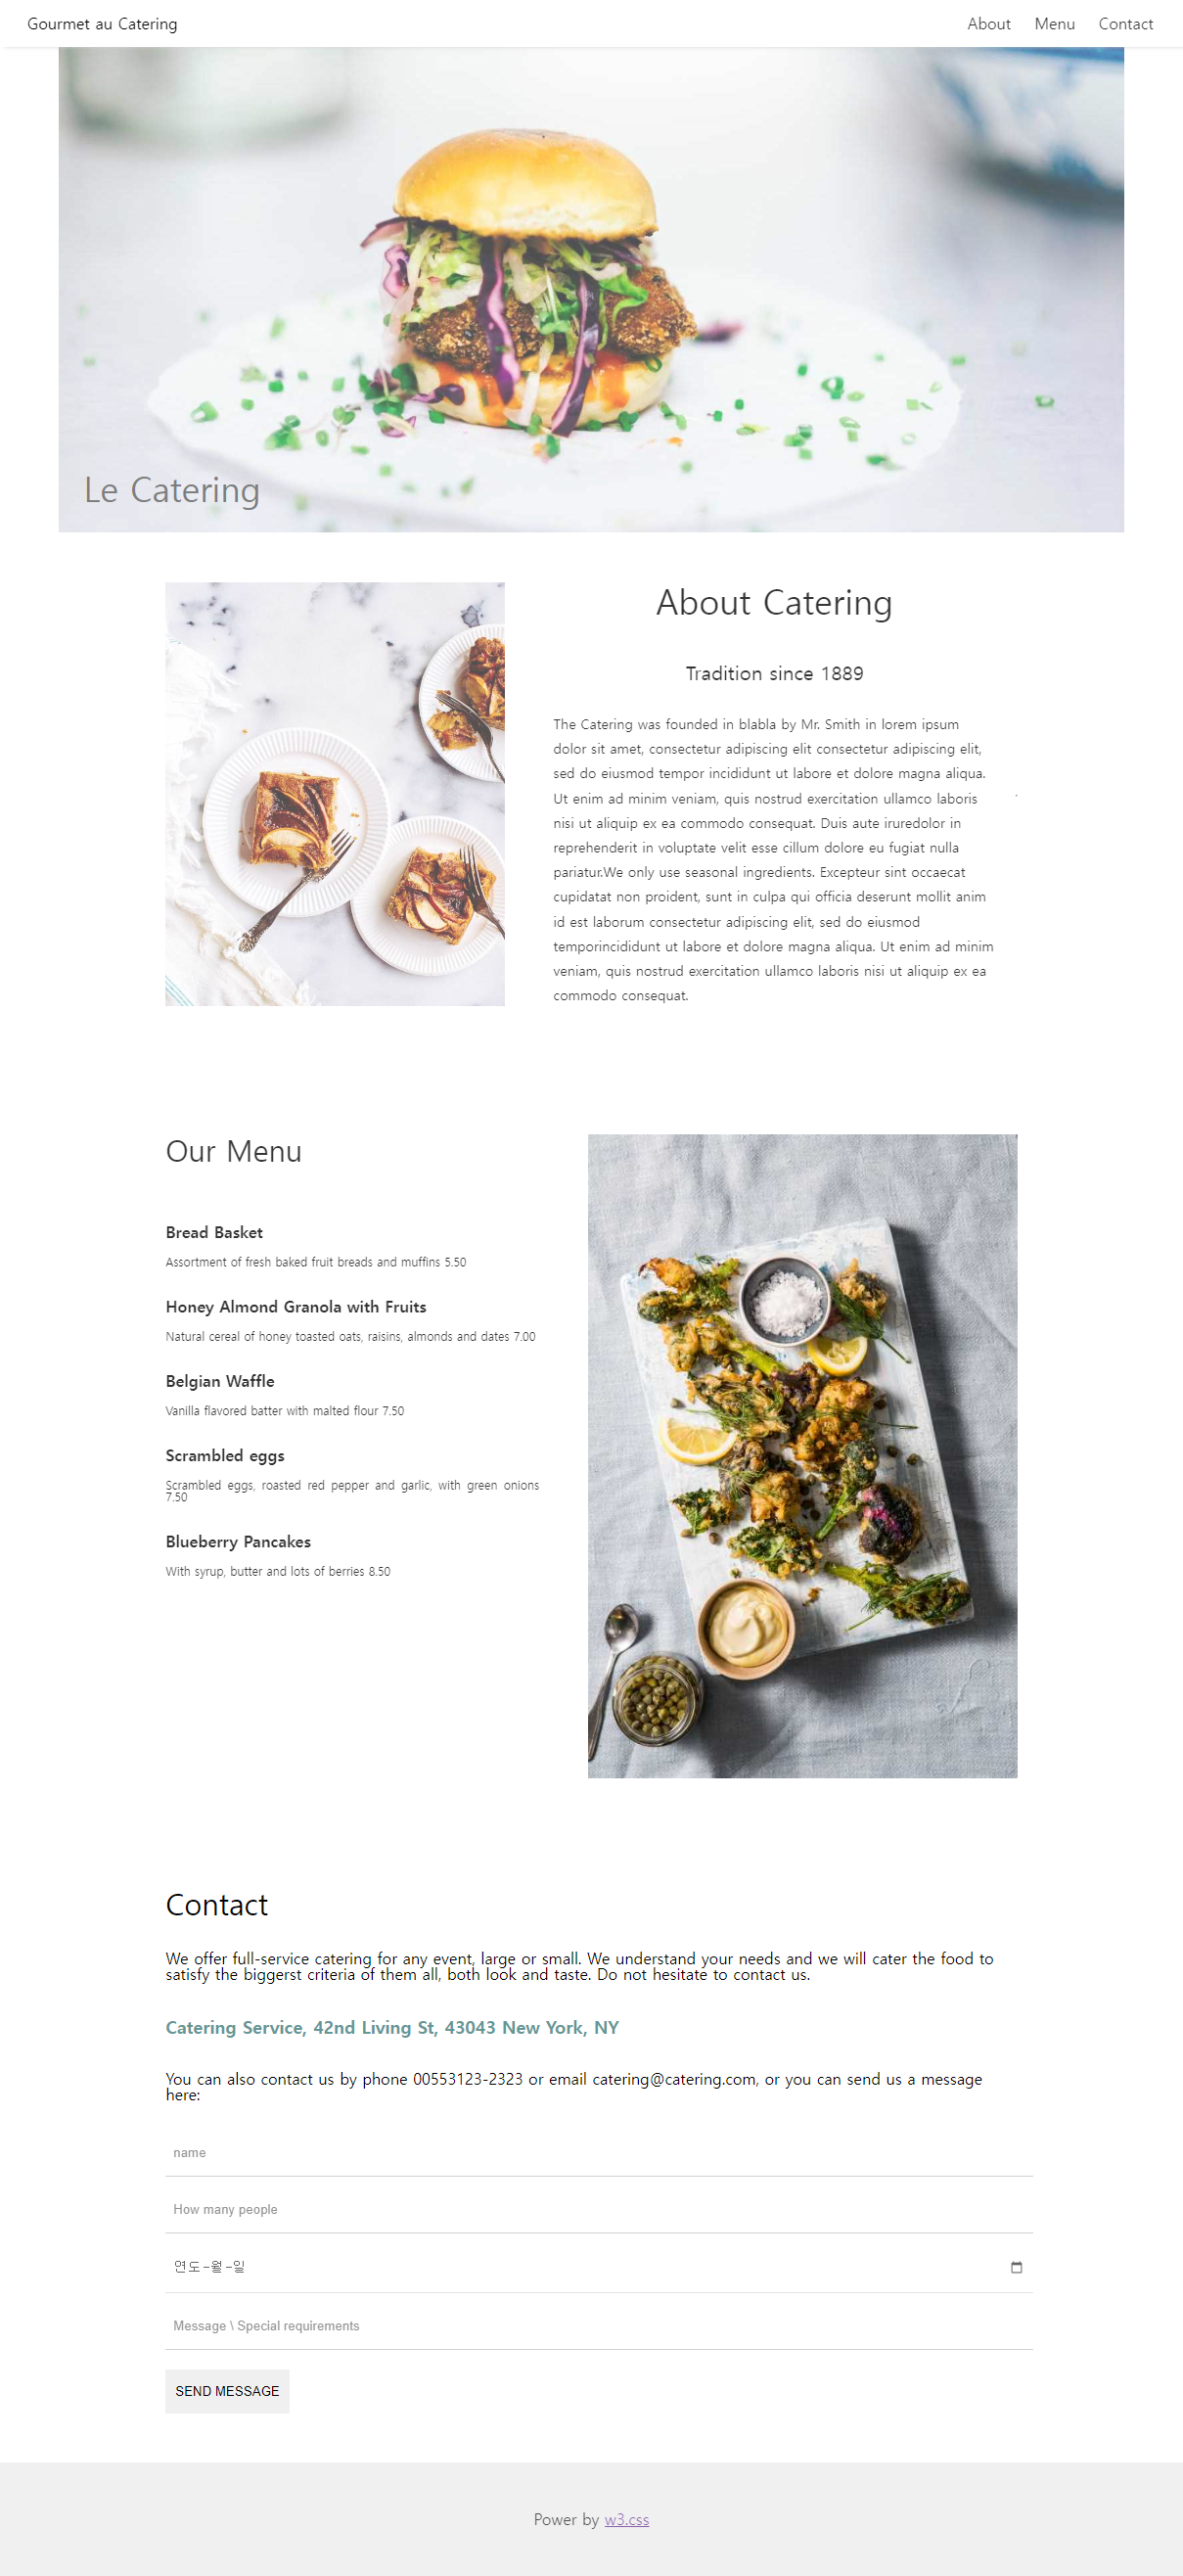 Gourmet au Catering
About Menu Contact
Le Catering
About Catering
Tradition since 1889
The Catering was founded in blabla by Mr. Smith in lorem ipsum
dolor sit amet, consectetur adipiscing elit consectetur adipiscing elit,
sed do eiusmod tempor incididunt ut labore et dolore magna aliqua.
Ut enim ad minim veniam, quis nostrud exercitation ullamco laboris
nisi ut aliquip ex ea commodo consequat. Duis aute iruredolor in
reprehenderit in voluptate velit esse cillum dolore eu fugiat nulla
pariatur.We only use seasonal ingredients. Excepteur sint occaecat
cupidatat non proident, sunt in culpa qui officia deserunt mollit anim
id est laborum consectetur adipiscing elit, sed do eiusmod
temporincididunt ut labore et dolore magna aliqua. Ut enim ad minim
veniam, quis nostrud exercitation ullamco laboris nisi ut aliquip ex ea
commodo consequat.
Our Menu
Bread Basket
Assortment of fresh baked fruit breads and muffins 5.50
Honey Almond Granola with Fruits
Natural cereal of honey toasted oats, raisins, almonds and dates 7.00
Belgian Waffle
Vanilla flavored batter with malted flour 7.50
Scrambled eggs
Scrambled eggs, roasted red pepper and garlic, with green onions
7.50
Blueberry Pancakes
With syrup, butter and lots of berries 8.50
Contact
We offer full-service catering for any event, large or small. We understand your needs and we will cater the food to
satisfy the biggerst criteria of them all, both look and taste. Do not hesitate to contact us.
Catering Service, 42nd Living St, 43043 New York, NY
You can also contact us by phone 00553123-2323 or email catering@catering.com, or you can send us a message
here:
name
How many people
연도-월-일
Message \ Special requirements
SEND MESSAGE
Power by w3.css